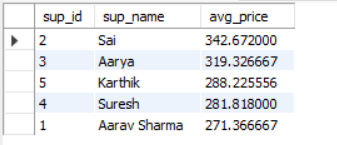 sup_id sup_name avg_price
2 Sai 342.672000
3 Aarya 319.326667
5 Karthik 288.225556
4 Suresh 281.818000
1 Aarav Sharma 271.366667